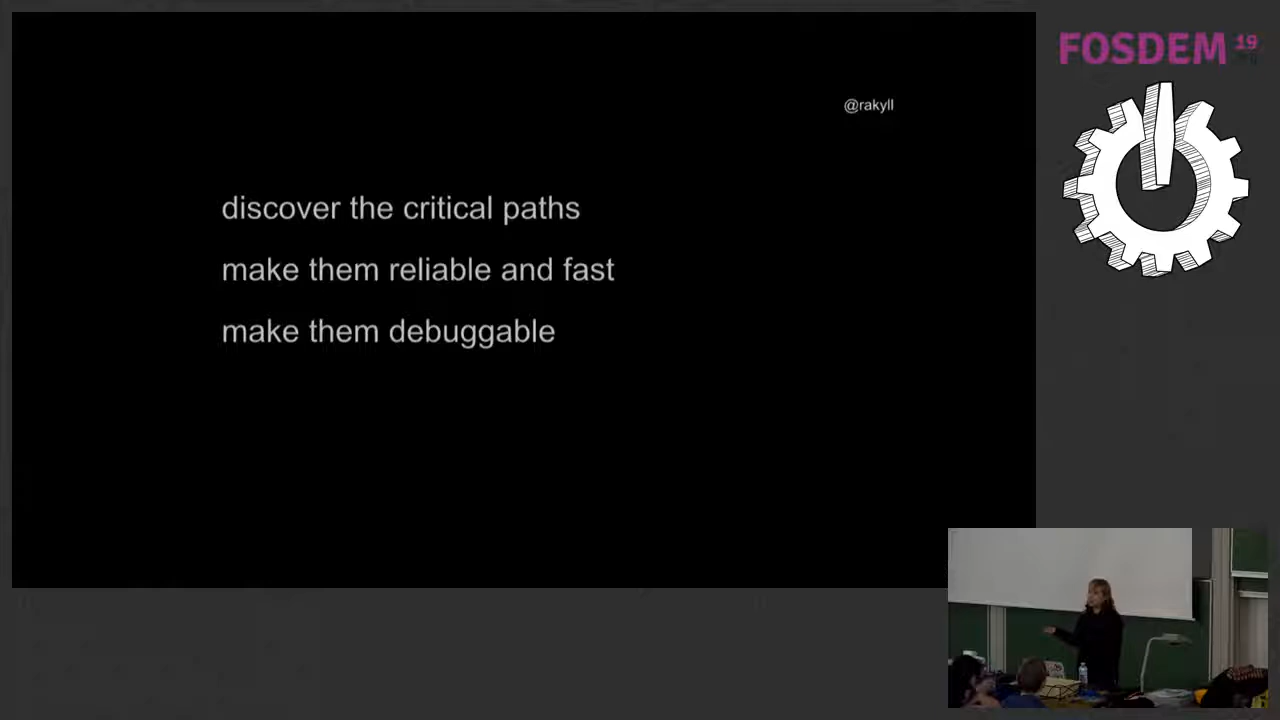 FOSDEM 19
@rakyll
discover the critical paths
make them reliable and fast
make them debuggable